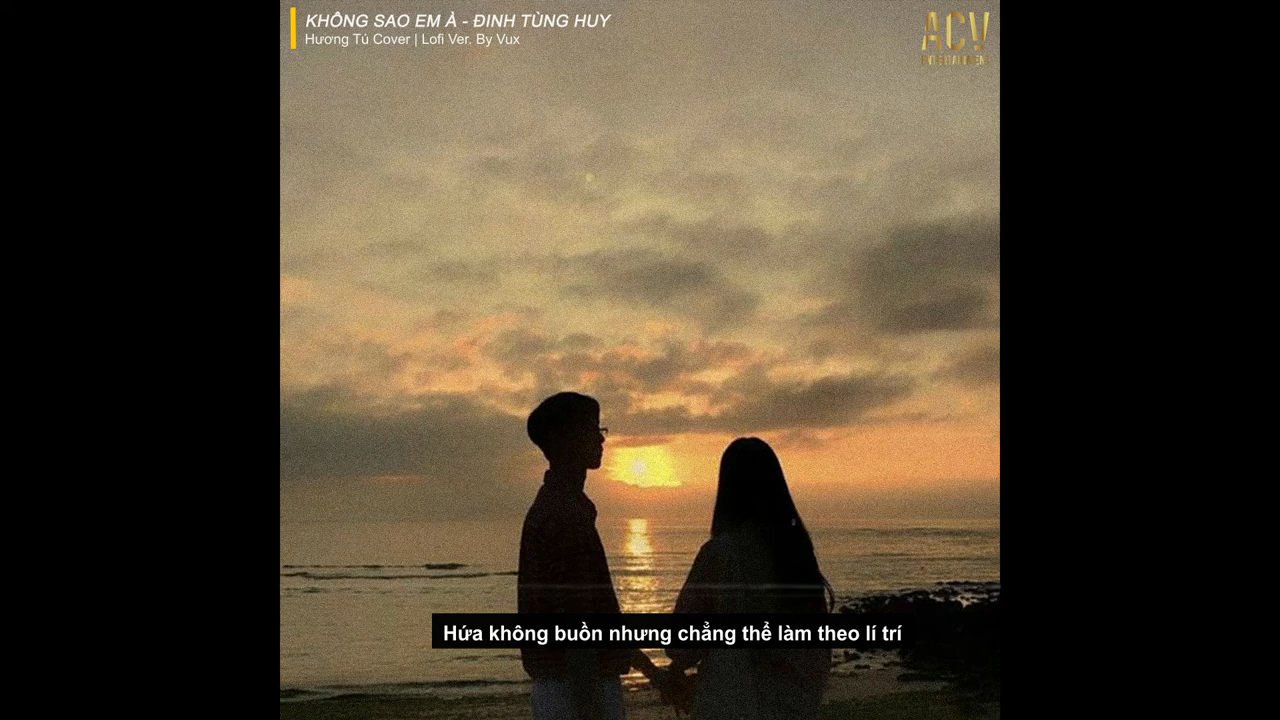 KHÔNG SAO EM À - ĐINH TÙNG HUY
Hương Tú Cover | Lofi Ver. By Vux
ACV
ENTERTAINMENT
Hứa không buồn nhưng chẳng thể làm theo lí trí